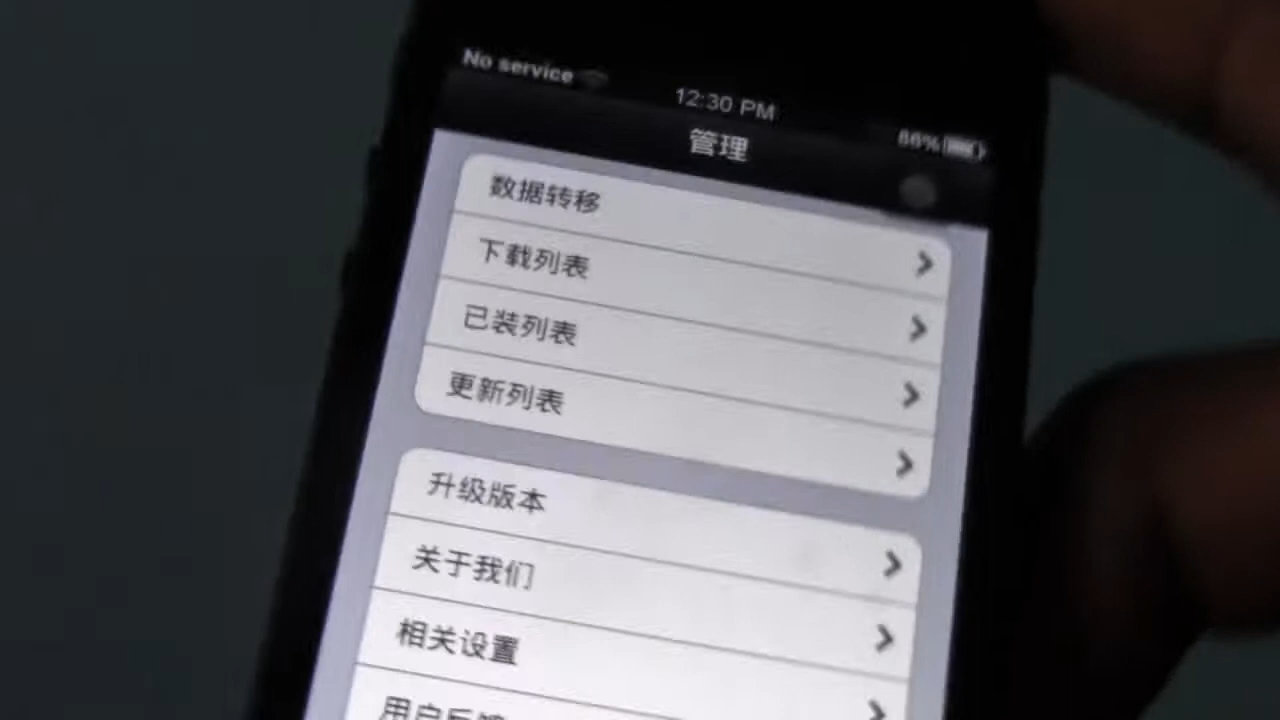 No service
12:30 PM
86%
管理
数据转移
下载列表
已装列表
更新列表
升级版本
关于我们
相关设置
用户反馈